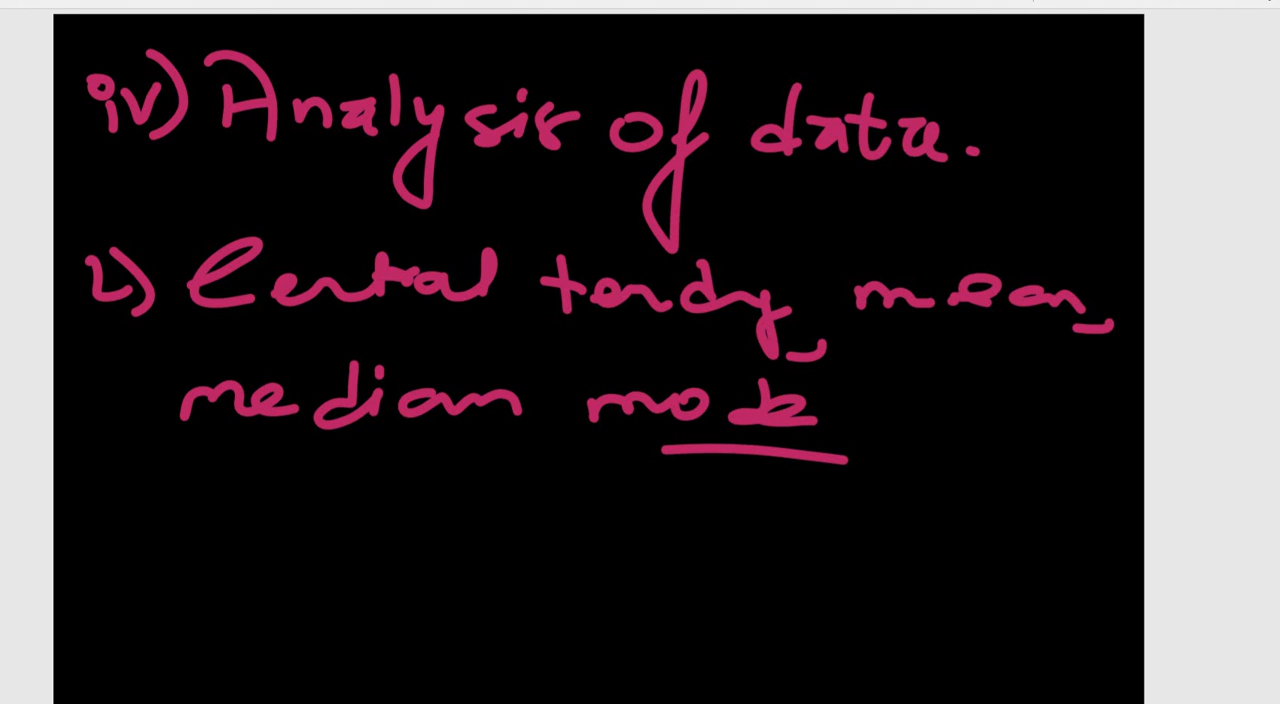 iv) Analysis of data.
2) Central tendy, mean,
median mode